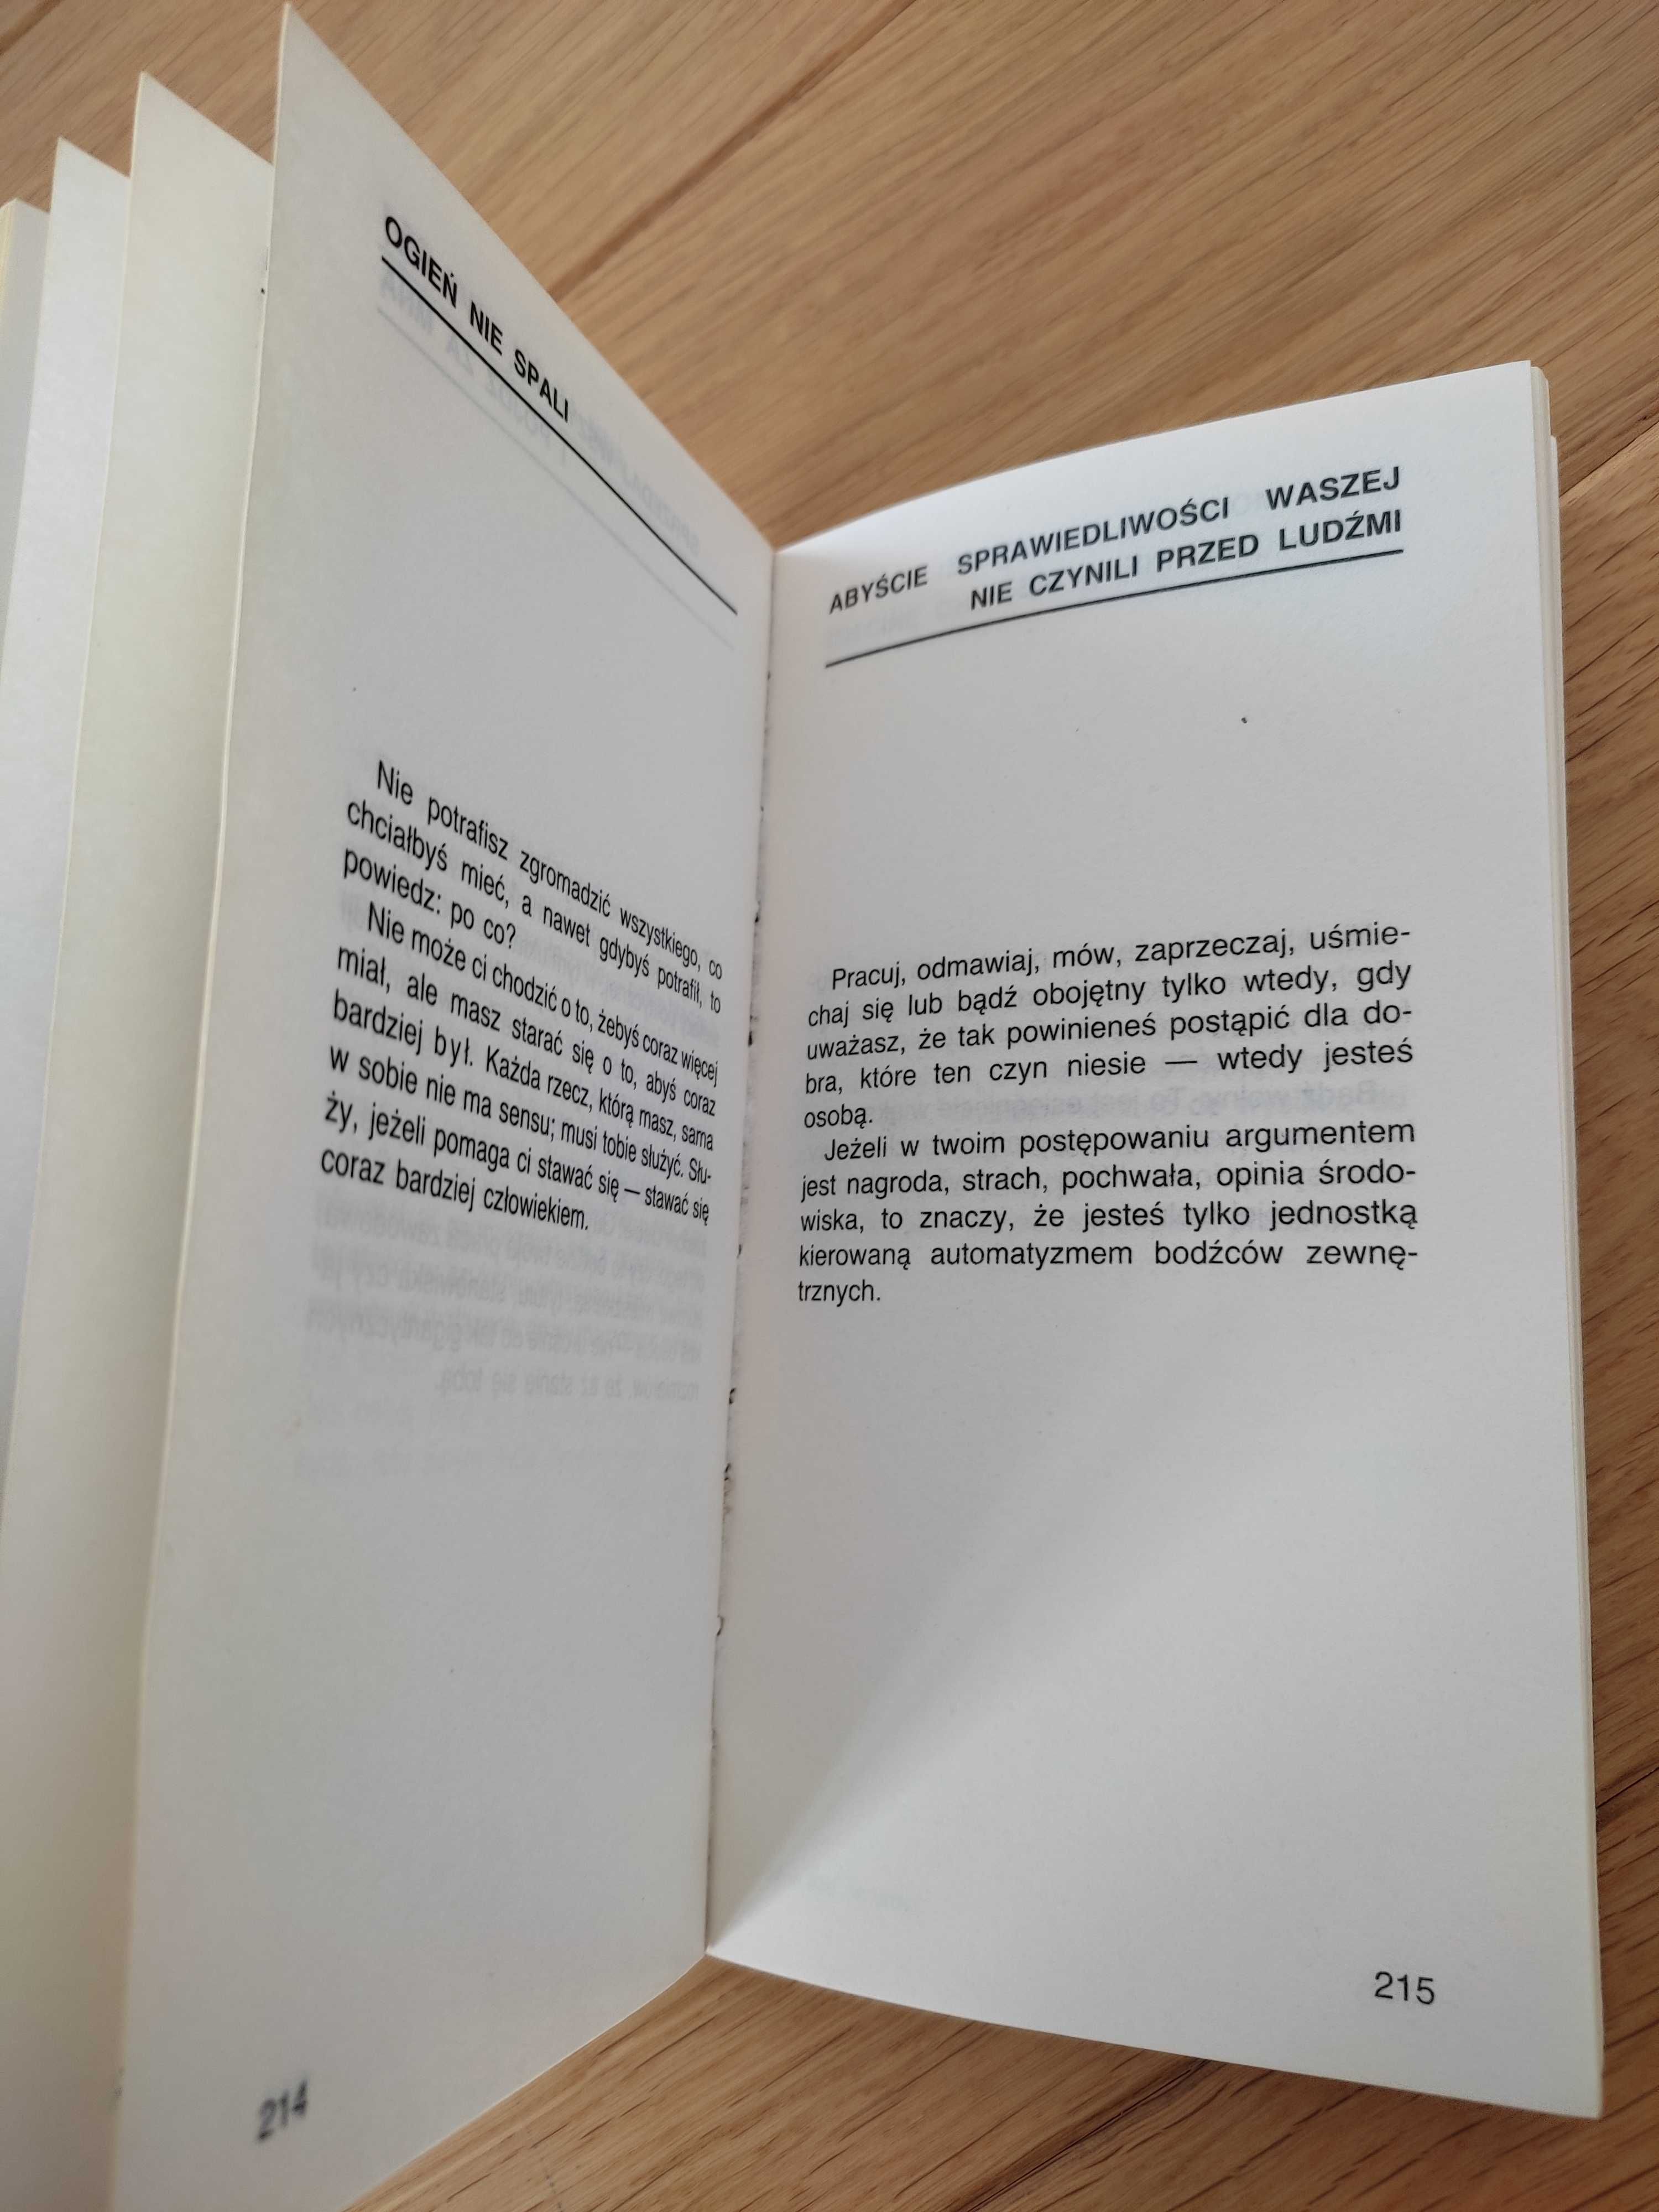 OGIEŃ NIE SPALI
Nie potrafisz zgromadzić wszystkiego, co
chciałbyś mieć, a nawet gdybyś potrafił, to
powiedz: po co?
Nie może ci chodzić o to, żebyś coraz więcej
miał, ale masz starać się o to, abyś coraz
bardziej był. Każda rzecz, którą masz, sama
w sobie nie ma sensu; musi tobie służyć. Słu-
ży, jeżeli pomaga ci stawać się — stawać się
coraz bardziej człowiekiem.
214
ABYŚCIE SPRAWIEDLIWOŚCI WASZEJ
NIE CZYNILI PRZED LUDŹMI
Pracuj, odmawiaj, mów, zaprzeczaj, uśmie-
chaj się lub bądź obojętny tylko wtedy, gdy
uważasz, że tak powinieneś postąpić dla do-
bra, które ten czyn niesie — wtedy jesteś
osobą.
Jeżeli w twoim postępowaniu argumentem
jest nagroda, strach, pochwała, opinia środo-
wiska, to znaczy, że jesteś tylko jednostką
kierowaną automatyzmem bodźców zewnę-
trznych.
215